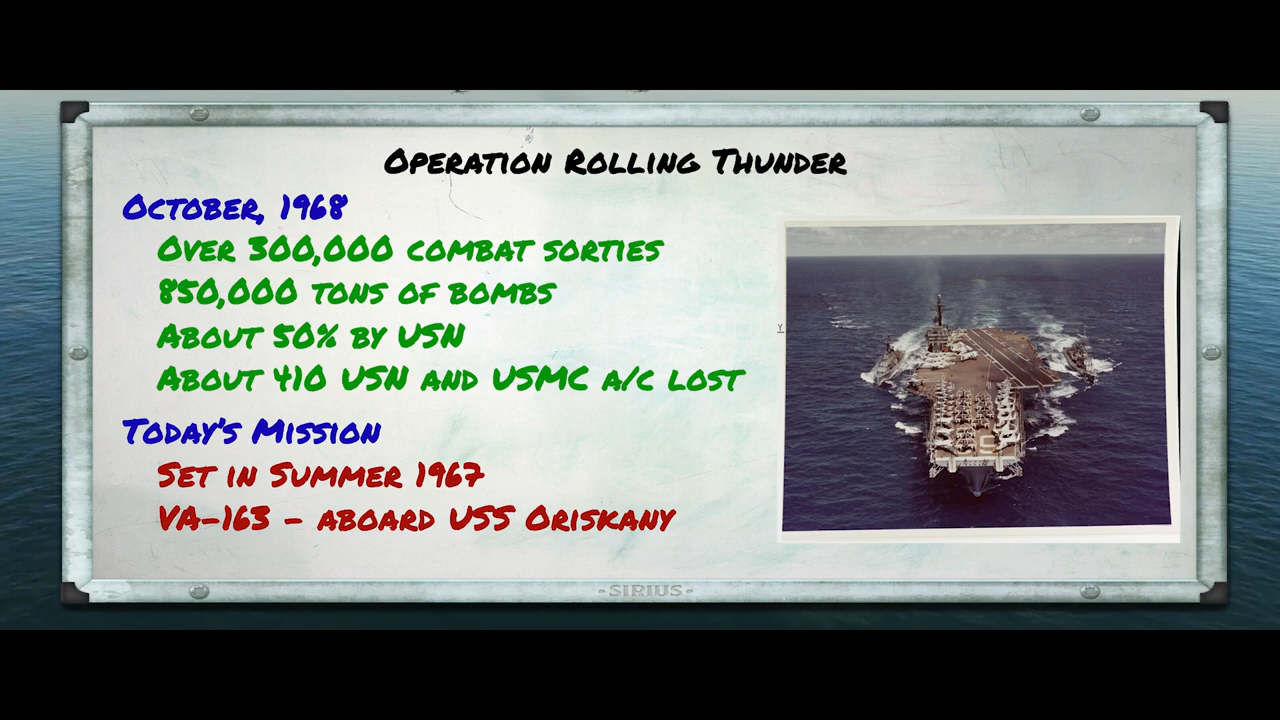 Operation Rolling Thunder
October, 1968
Over 300,000 combat sorties
850,000 tons of bombs
About 50% by USN
About 410 USN and USMC a/c lost
Today's Mission
Set in Summer 1967
VA-163 - aboard USS Oriskany
-SIRIUS-